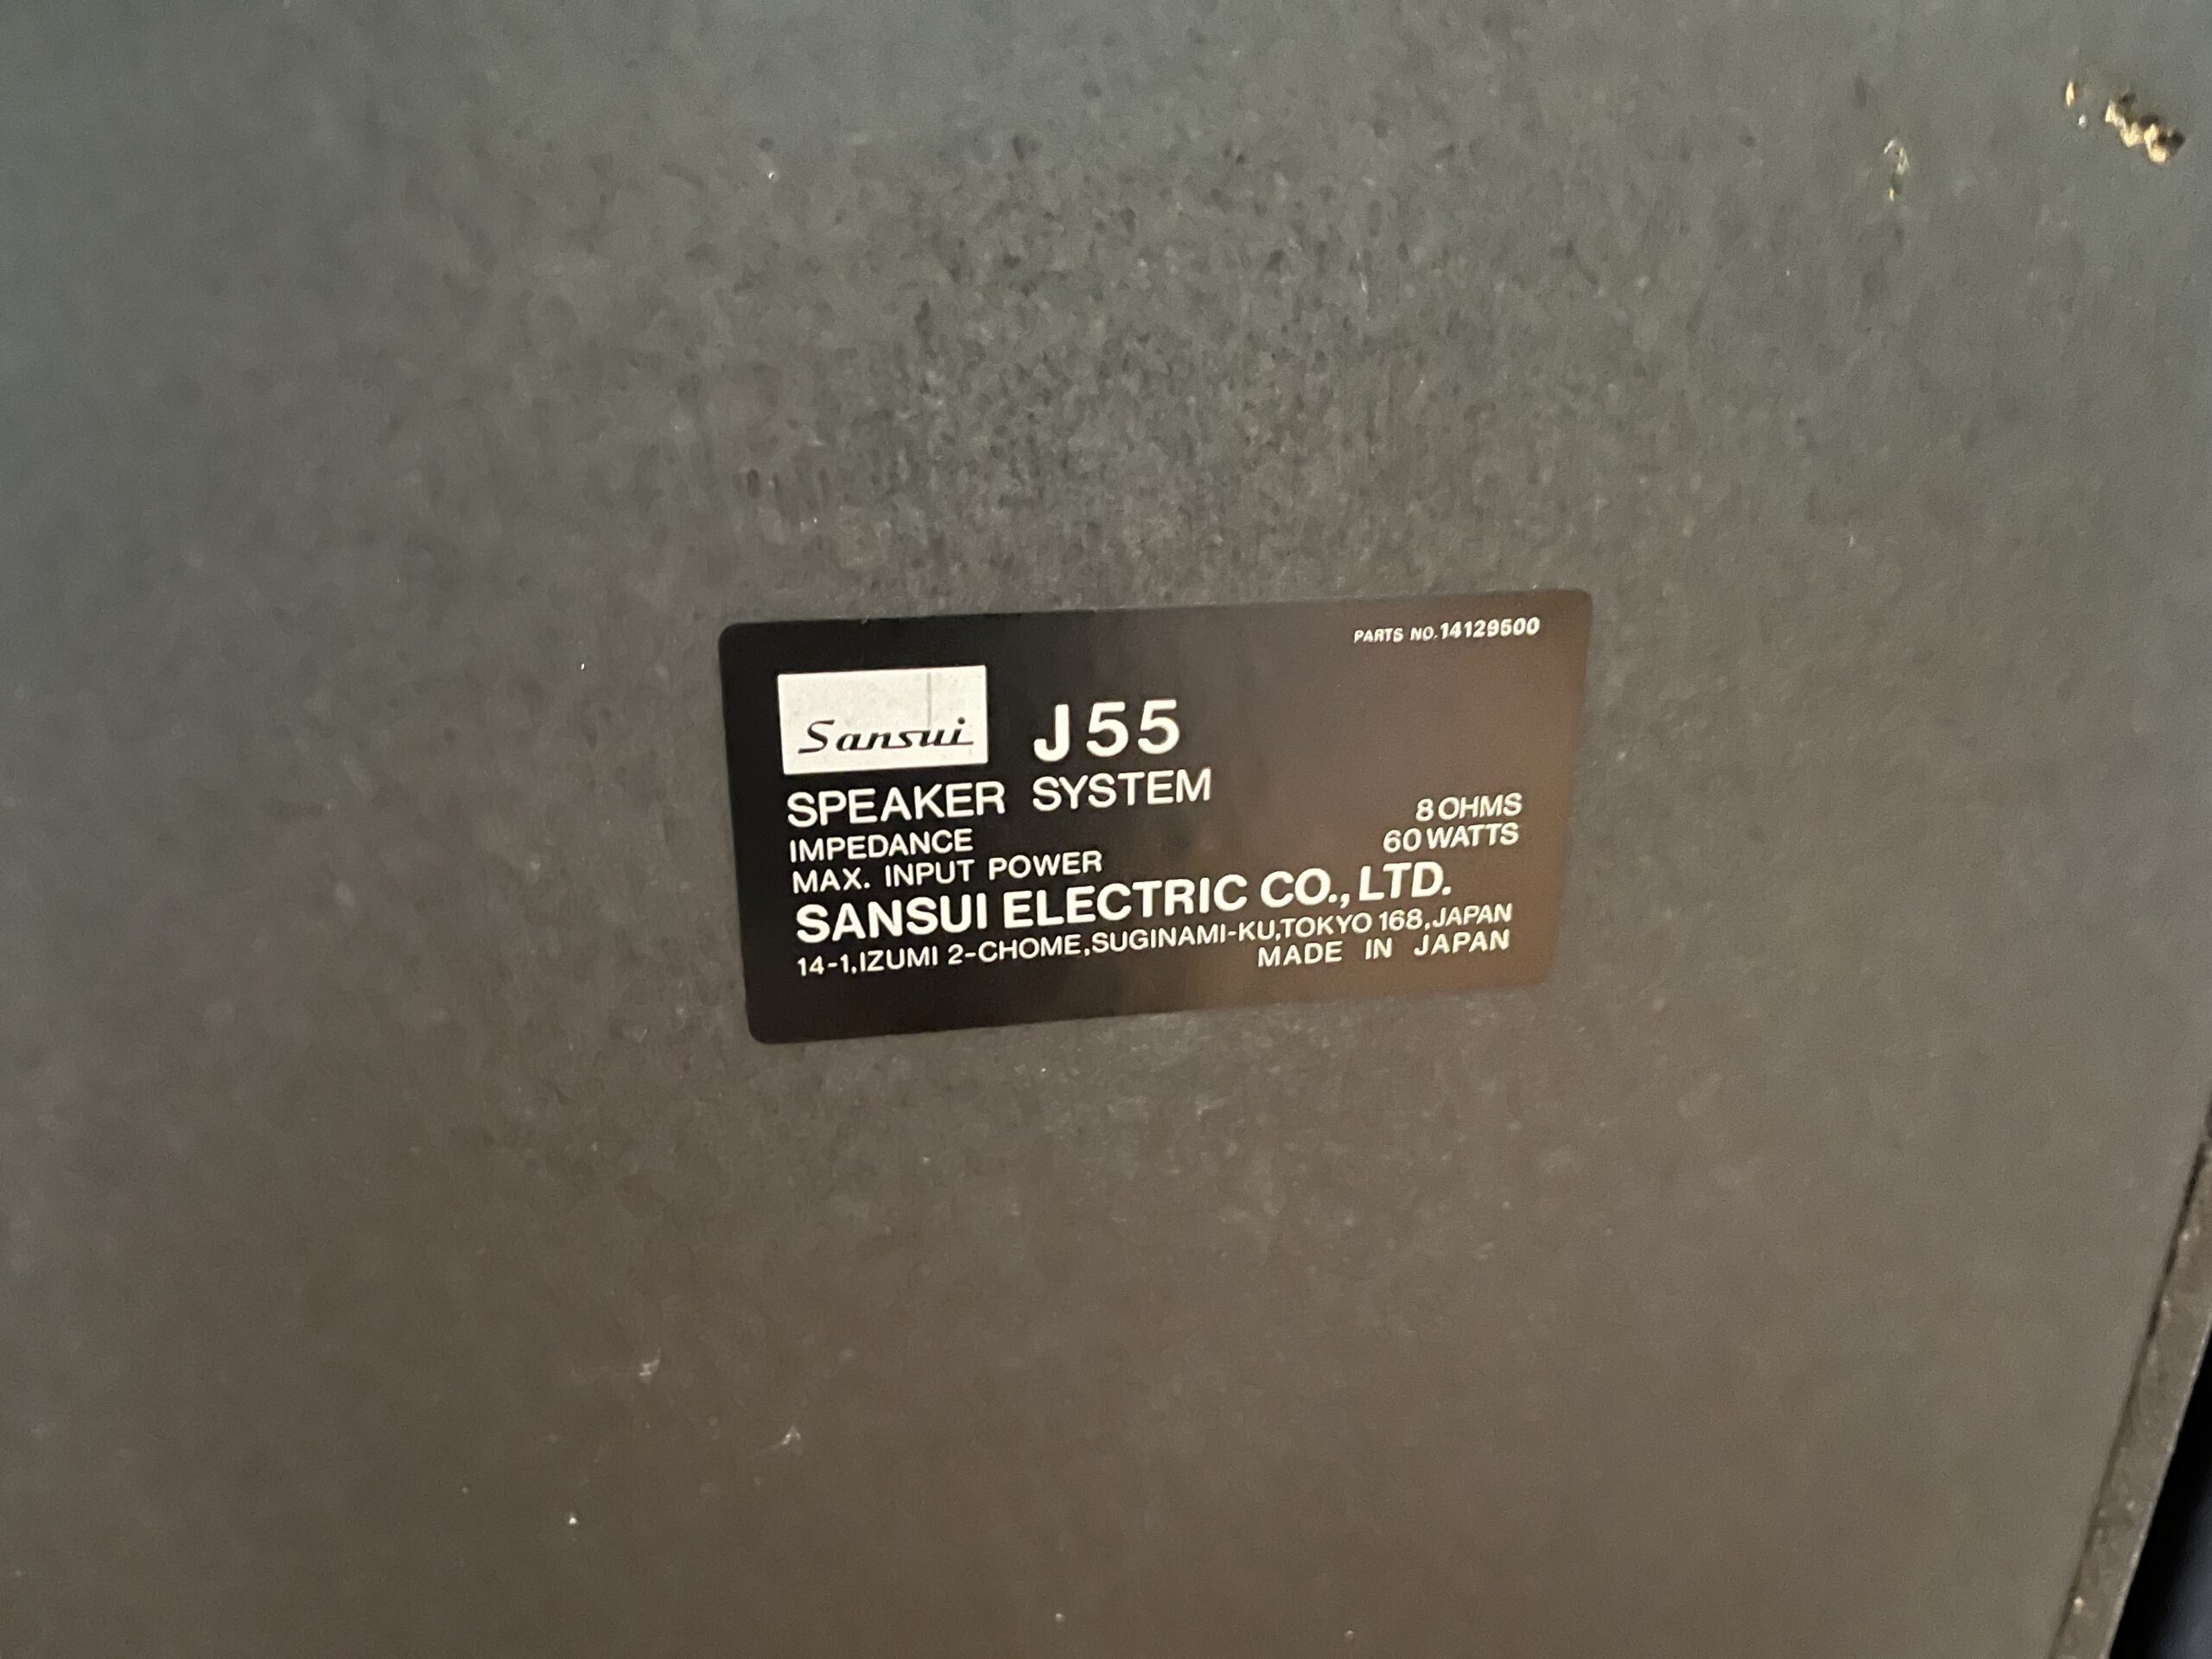 PARTS NO.14129500
Sansui J55
SPEAKER SYSTEM
IMPEDANCE 8 OHMS
MAX. INPUT POWER 60 WATTS
SANSUI ELECTRIC CO., LTD.
14-1, IZUMI 2-CHOME, SUGINAMI-KU, TOKYO 168, JAPAN
MADE IN JAPAN